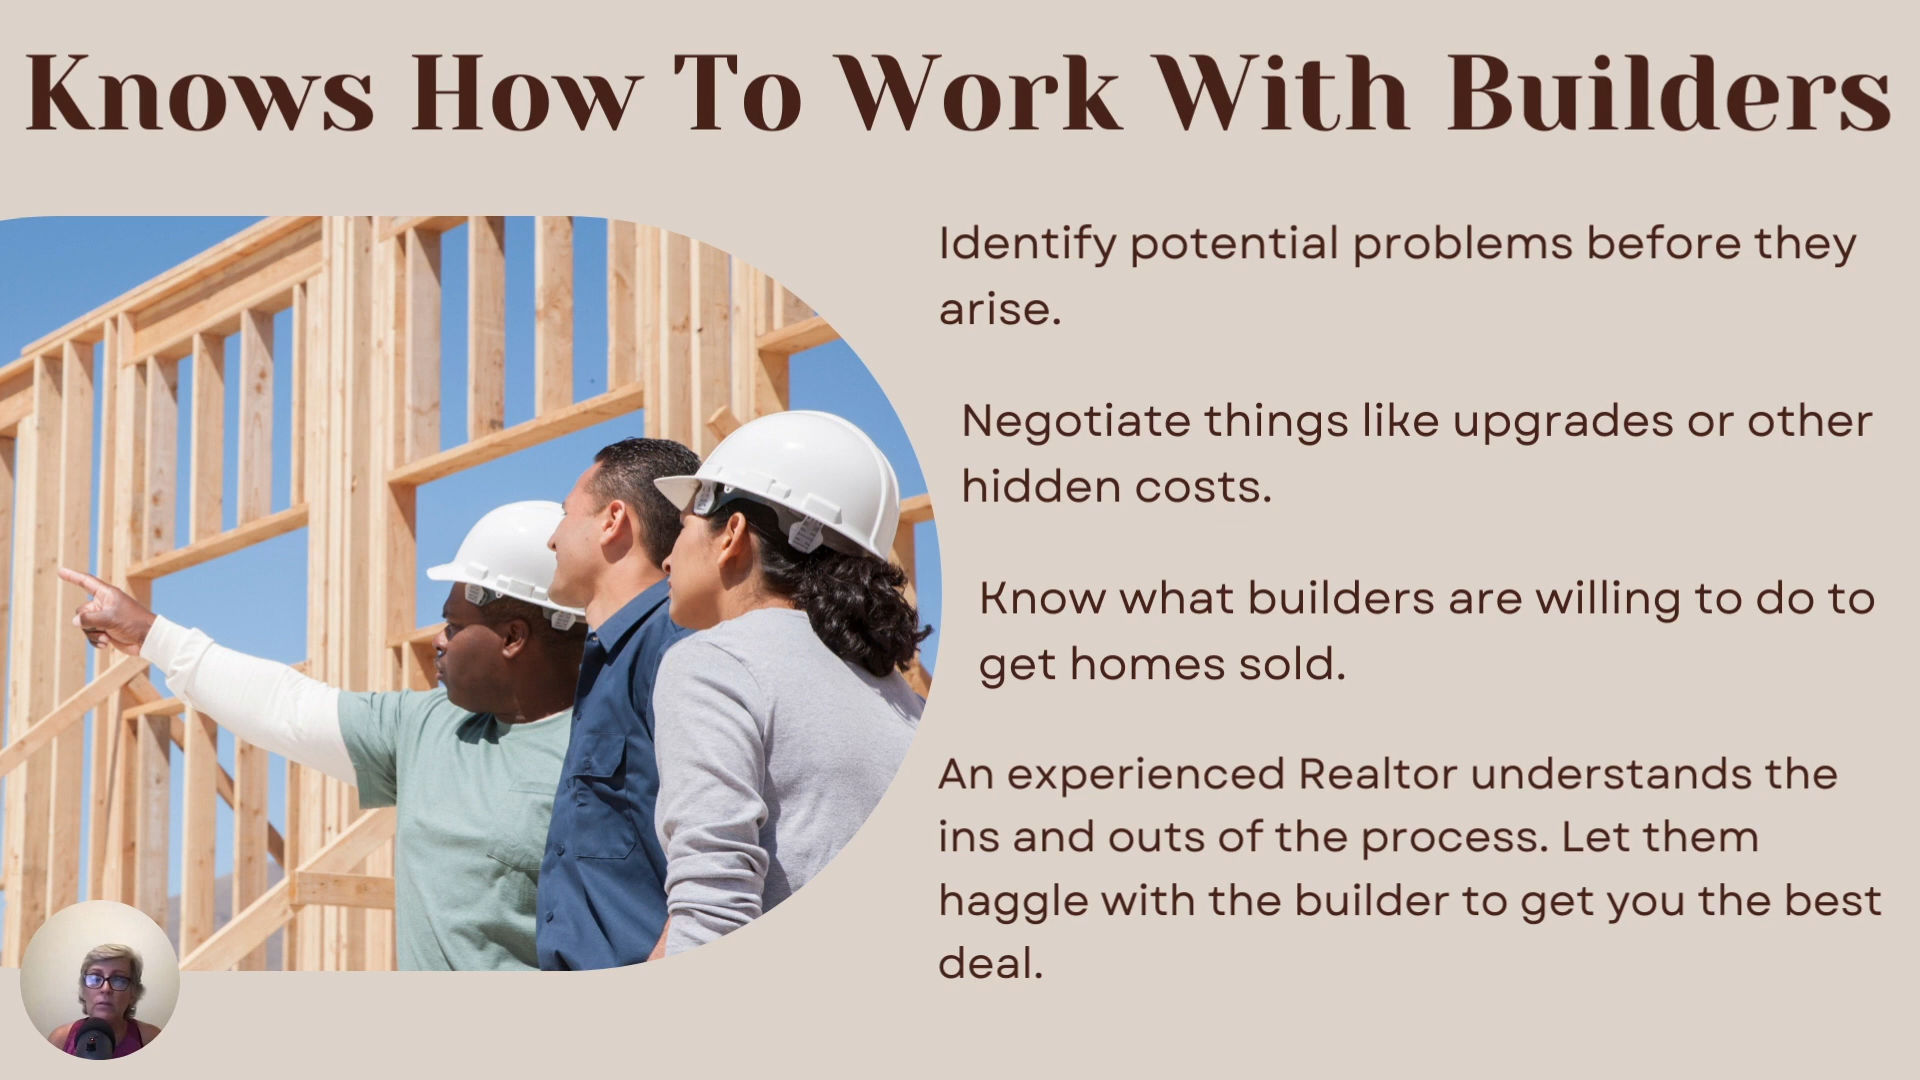 Knows How To Work With Builders
Identify potential problems before they
arise.
Negotiate things like upgrades or other
hidden costs.
Know what builders are willing to do to
get homes sold.
An experienced Realtor understands the
ins and outs of the process. Let them
haggle with the builder to get you the best
deal.